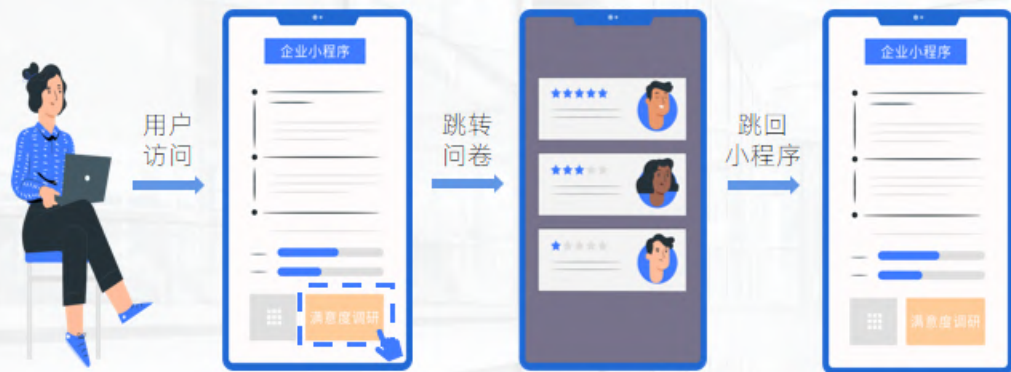 用户
访问
企业小程序
满意度调研
跳转
问卷
跳回
小程序
企业小程序
满意度调研